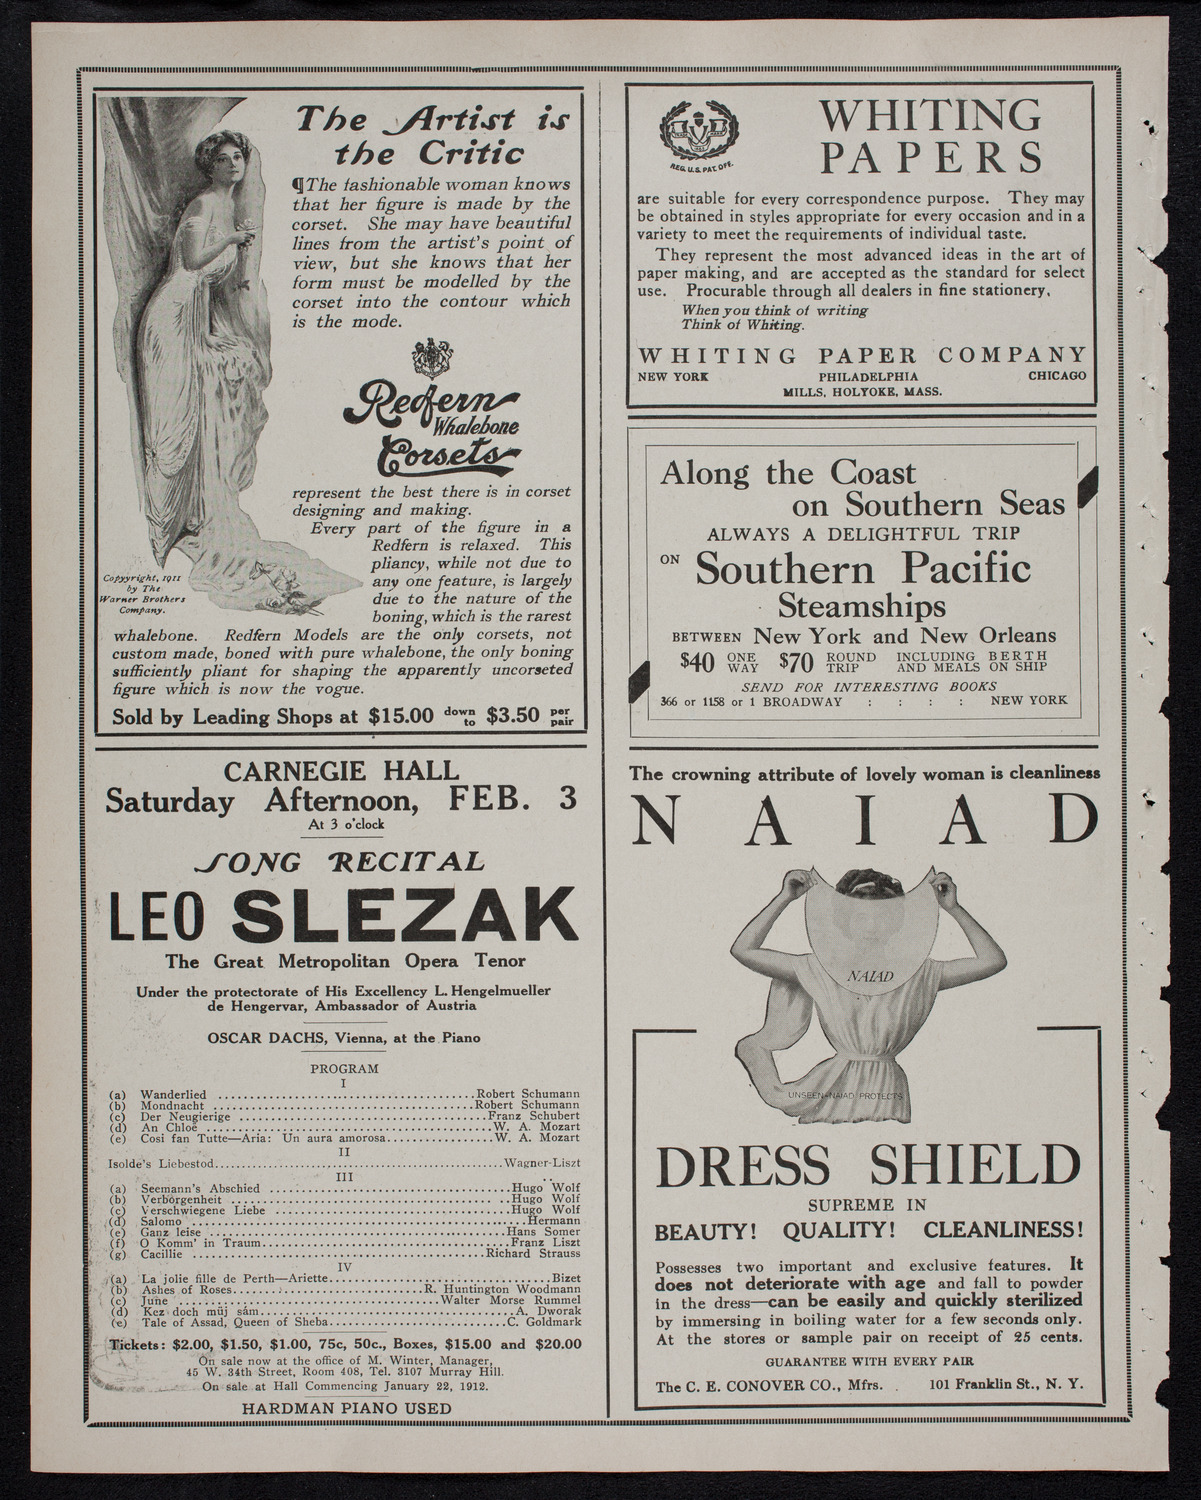 The Artist is
the Critic
¶The fashionable woman knows
that her figure is made by the
corset. She may have beautiful
lines from the artist's point of
view, but she knows that her
form must be modelled by the
corset into the contour which
is the mode.
Redfern
Whalebone
Corsets
represent the best there is in corset
designing and making.
Every part of the figure in a
Redfern is relaxed. This
pliancy, while not due to
any one feature, is largely
due to the nature of the
boning, which is the rarest
Copyyright, 1911
by The
Warner Brothers
Company.
whalebone. Redfern Models are the only corsets, not
custom made, boned with pure whalebone, the only boning
sufficiently pliant for shaping the apparently uncorseted
figure which is now the vogue.
Sold by Leading Shops at $15.00 down to $3.50 per pair
CARNEGIE HALL
Saturday Afternoon, FEB. 3
At 3 o'clock
SONG RECITAL
LEO SLEZAK
The Great Metropolitan Opera Tenor
Under the protectorate of His Excellency L. Hengelmueller
de Hengervar, Ambassador of Austria
OSCAR DACHS, Vienna, at the Piano
PROGRAM
I
(a) Wanderlied ........ Robert Schumann
(b) Mondnacht ........ Robert Schumann
(c) Der Neugierige ........ Franz Schubert
(d) An Chloe ........ W. A. Mozart
(e) Cosi fan Tutte—Aria: Un aura amorosa ........ W. A. Mozart
II
Isolde's Liebestod ........ Wagner-Liszt
III
(a) Seemann's Abschied ........ Hugo Wolf
(b) Verborgenheit ........ Hugo Wolf
(c) Verschwiegene Liebe ........ Hugo Wolf
(d) Salomo ........ Hermann
(e) Ganz leise ........ Hans Somer
(f) O Komm' in Traum ........ Franz Liszt
(g) Cacillie ........ Richard Strauss
IV
(a) La jolie fille de Perth—Ariette ........ Bizet
(b) Ashes of Roses ........ R. Huntington Woodmann
(c) June ........ Walter Morse Rummel
(d) Kez doch müj sám ........ A. Dworak
(e) Tale of Assad, Queen of Sheba ........ C. Goldmark
Tickets: $2.00, $1.50, $1.00, 75c, 50c., Boxes, $15.00 and $20.00
On sale now at the office of M. Winter, Manager,
45 W. 34th Street, Room 408, Tel. 3107 Murray Hill.
On sale at Hall Commencing January 22, 1912.
HARDMAN PIANO USED
REG. U.S. PAT. OFF.
WHITING
PAPERS
are suitable for every correspondence purpose. They may
be obtained in styles appropriate for every occasion and in a
variety to meet the requirements of individual taste.
They represent the most advanced ideas in the art of
paper making, and are accepted as the standard for select
use. Procurable through all dealers in fine stationery.
When you think of writing
Think of Whiting.
WHITING PAPER COMPANY
NEW YORK PHILADELPHIA CHICAGO
MILLS, HOLYOKE, MASS.
Along the Coast
on Southern Seas
ALWAYS A DELIGHTFUL TRIP
ON Southern Pacific
Steamships
BETWEEN New York and New Orleans
$40 ONE WAY $70 ROUND TRIP INCLUDING BERTH AND MEALS ON SHIP
SEND FOR INTERESTING BOOKS
366 or 1158 or 1 BROADWAY : : : : NEW YORK
The crowning attribute of lovely woman is cleanliness
NAIAD
NAIAD
UNSEEN-NAIAD PROTECTS
DRESS SHIELD
SUPREME IN
BEAUTY! QUALITY! CLEANLINESS!
Possesses two important and exclusive features. It
does not deteriorate with age and fall to powder
in the dress—can be easily and quickly sterilized
by immersing in boiling water for a few seconds only.
At the stores or sample pair on receipt of 25 cents.
GUARANTEE WITH EVERY PAIR
The C. E. CONOVER CO., Mfrs. 101 Franklin St., N. Y.